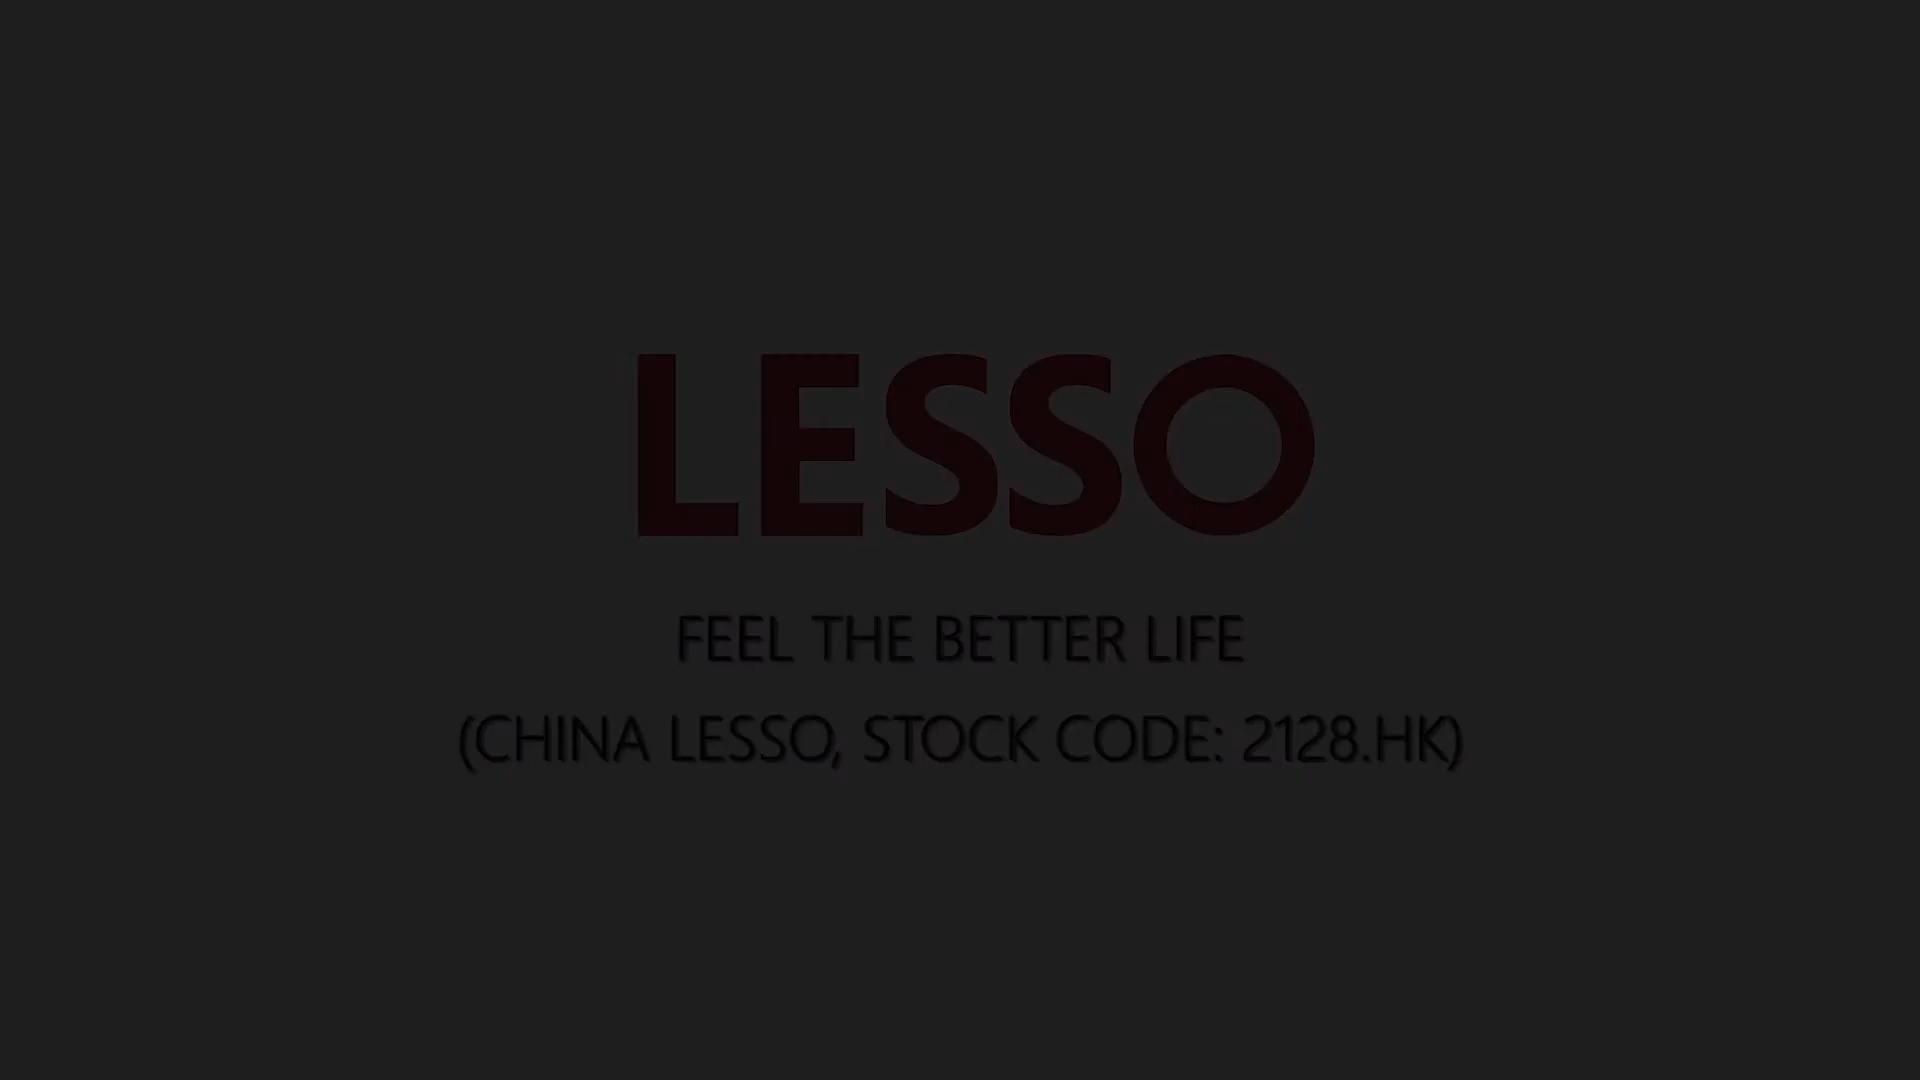 LESSO
FEEL THE BETTER LIFE
(CHINA LESSO, STOCK CODE: 2128.HK)